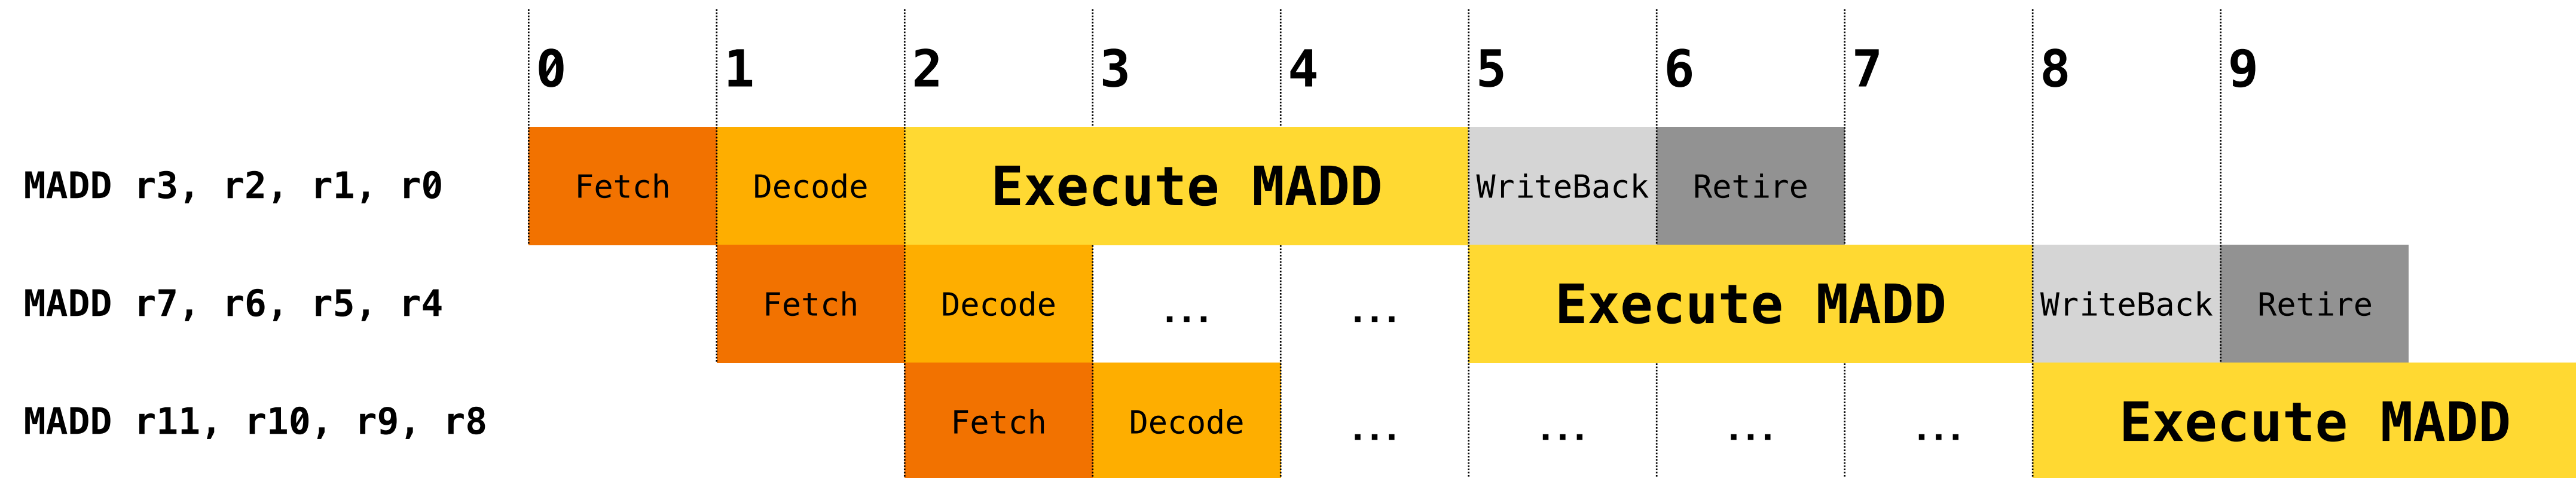 0 1 2 3 4 5 6 7 8 9
MADD r3, r2, r1, r0 Fetch Decode Execute MADD WriteBack Retire
MADD r7, r6, r5, r4 Fetch Decode ... ... Execute MADD WriteBack Retire
MADD r11, r10, r9, r8 Fetch Decode ... ... ... ... Execute MADD